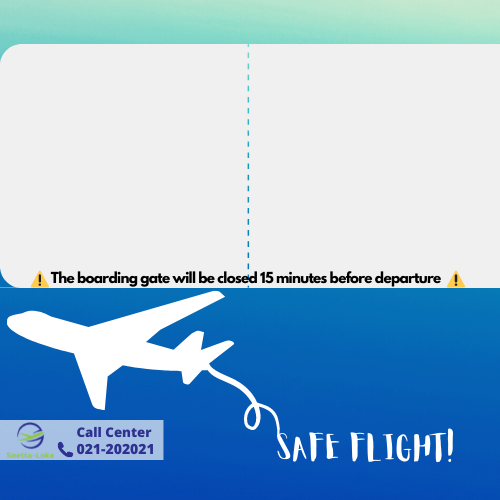 The boarding gate will be closed 15 minutes before departure
Call Center
021-202021
SAFE FLIGHT!